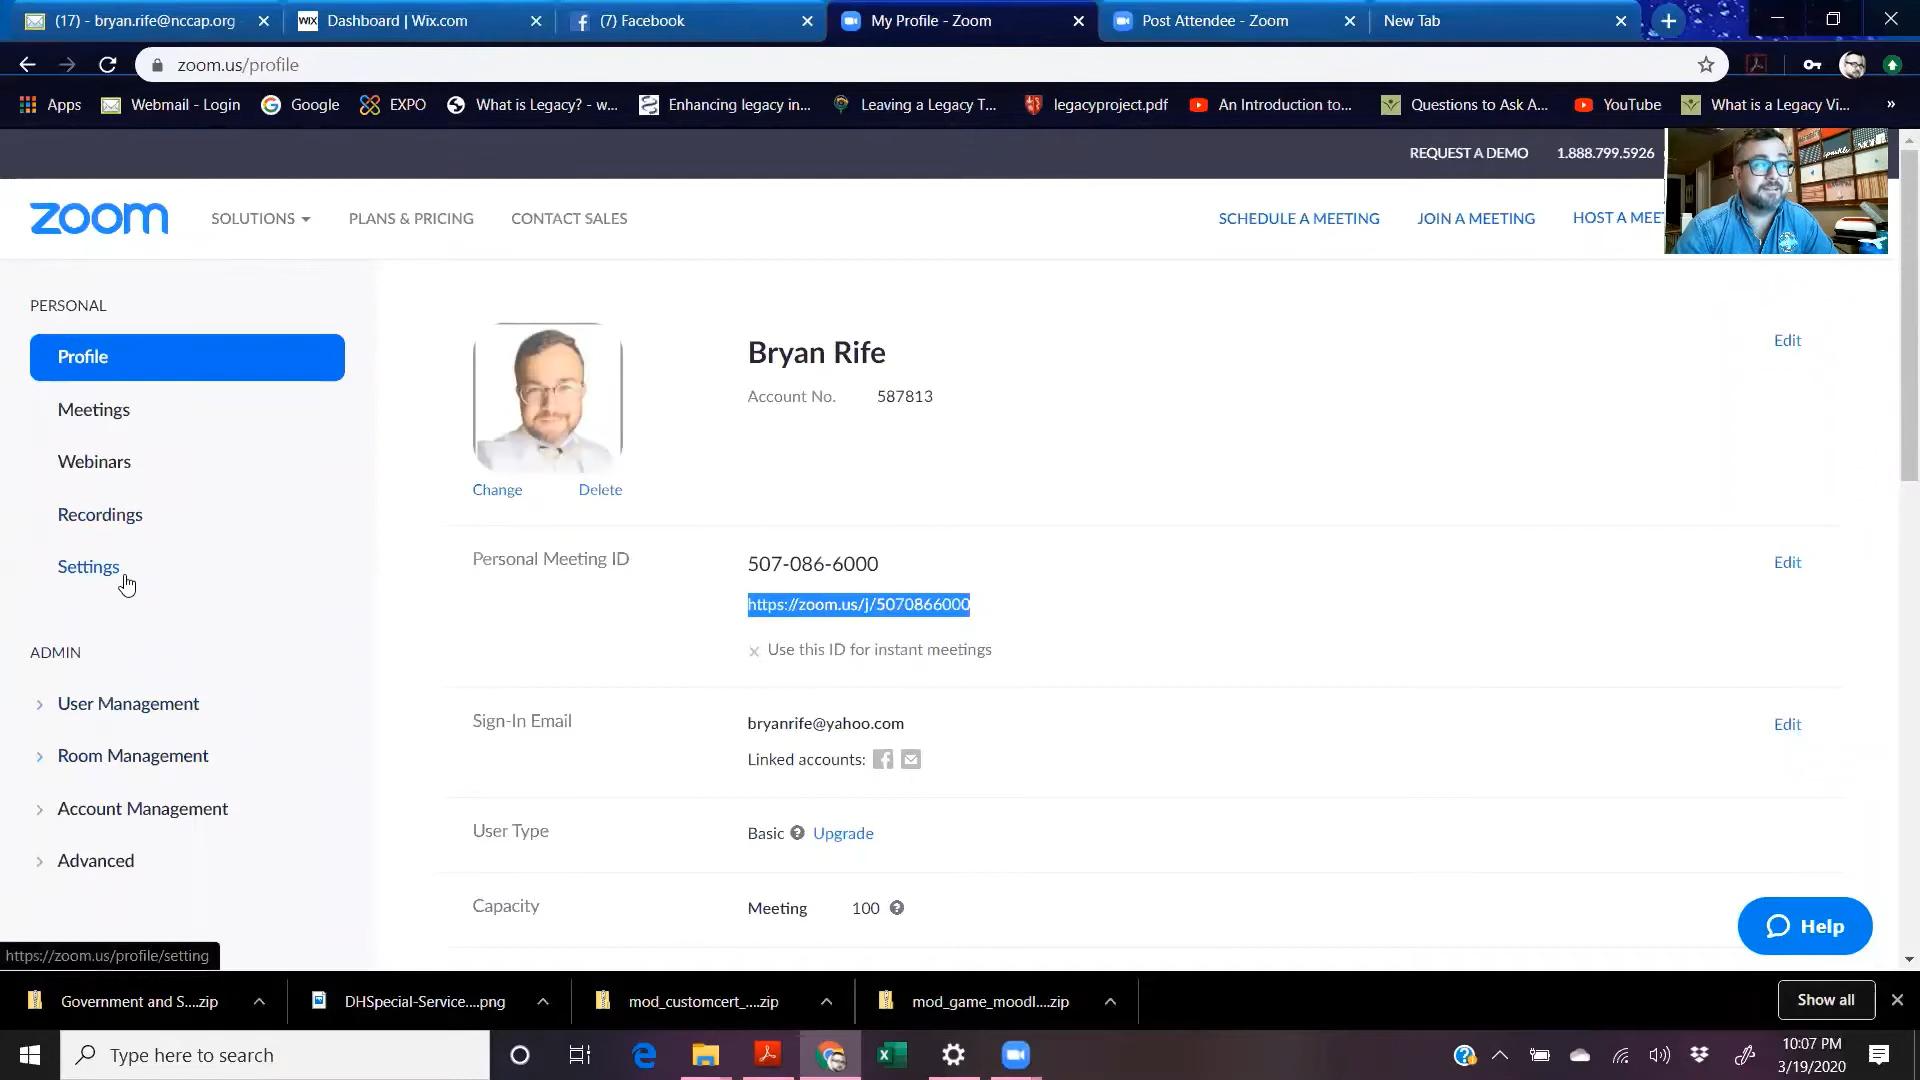 (17) - bryan.rife@nccap.org
Dashboard | Wix.com
(7) Facebook
My Profile - Zoom
Post Attendee - Zoom
New Tab
zoom.us/profile
Apps
Webmail - Login
Google
EXPO
What is Legacy? - w...
Enhancing legacy in...
Leaving a Legacy T...
legacyproject.pdf
An Introduction to...
Questions to Ask A...
YouTube
What is a Legacy Vi...
»
REQUEST A DEMO
1.888.799.5926
zoom
SOLUTIONS
PLANS & PRICING
CONTACT SALES
SCHEDULE A MEETING
JOIN A MEETING
HOST A MEE
PERSONAL
Profile
Meetings
Webinars
Recordings
Settings
ADMIN
User Management
Room Management
Account Management
Advanced
Bryan Rife
Edit
Account No. 587813
Change
Delete
Personal Meeting ID
507-086-6000
Edit
https://zoom.us/j/5070866000
× Use this ID for instant meetings
Sign-In Email
bryanrife@yahoo.com
Edit
Linked accounts:
User Type
Basic
Upgrade
Capacity
Meeting 100
Help
https://zoom.us/profile/setting
Government and S....zip
DHSpecial-Service....png
mod_customcert_....zip
mod_game_moodl....zip
Show all
Type here to search
10:07 PM
3/19/2020